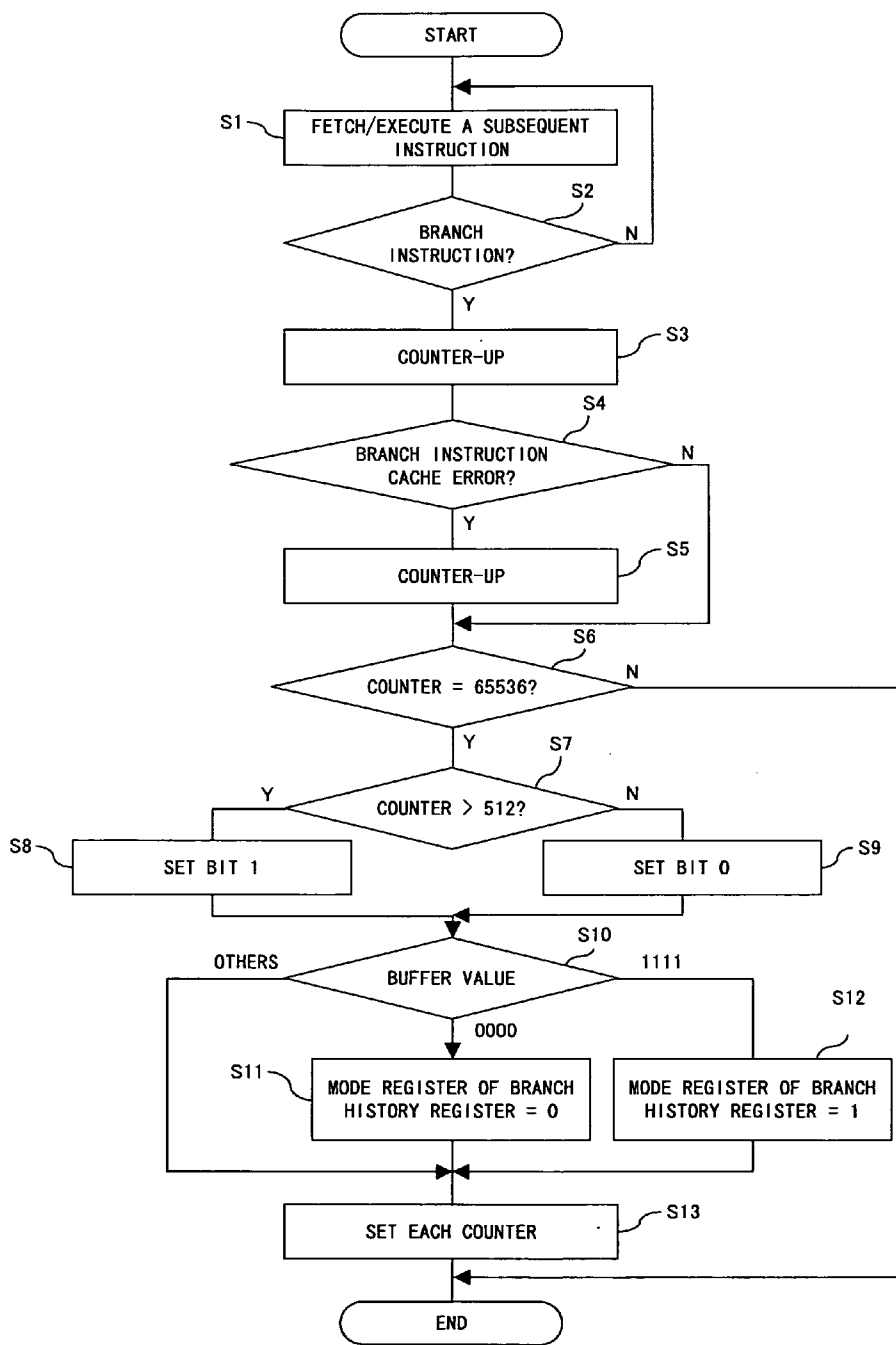 START
S1
FETCH/EXECUTE A SUBSEQUENT
INSTRUCTION
S2
BRANCH
INSTRUCTION?
N
Y
S3
COUNTER-UP
S4
BRANCH INSTRUCTION
CACHE ERROR?
N
Y
S5
COUNTER-UP
S6
COUNTER = 65536?
N
Y
S7
Y
COUNTER > 512?
N
S8
SET BIT 1
SET BIT 0
S9
S10
OTHERS
BUFFER VALUE
1111
0000
S12
S11
MODE REGISTER OF BRANCH
HISTORY REGISTER = 0
MODE REGISTER OF BRANCH
HISTORY REGISTER = 1
S13
SET EACH COUNTER
END